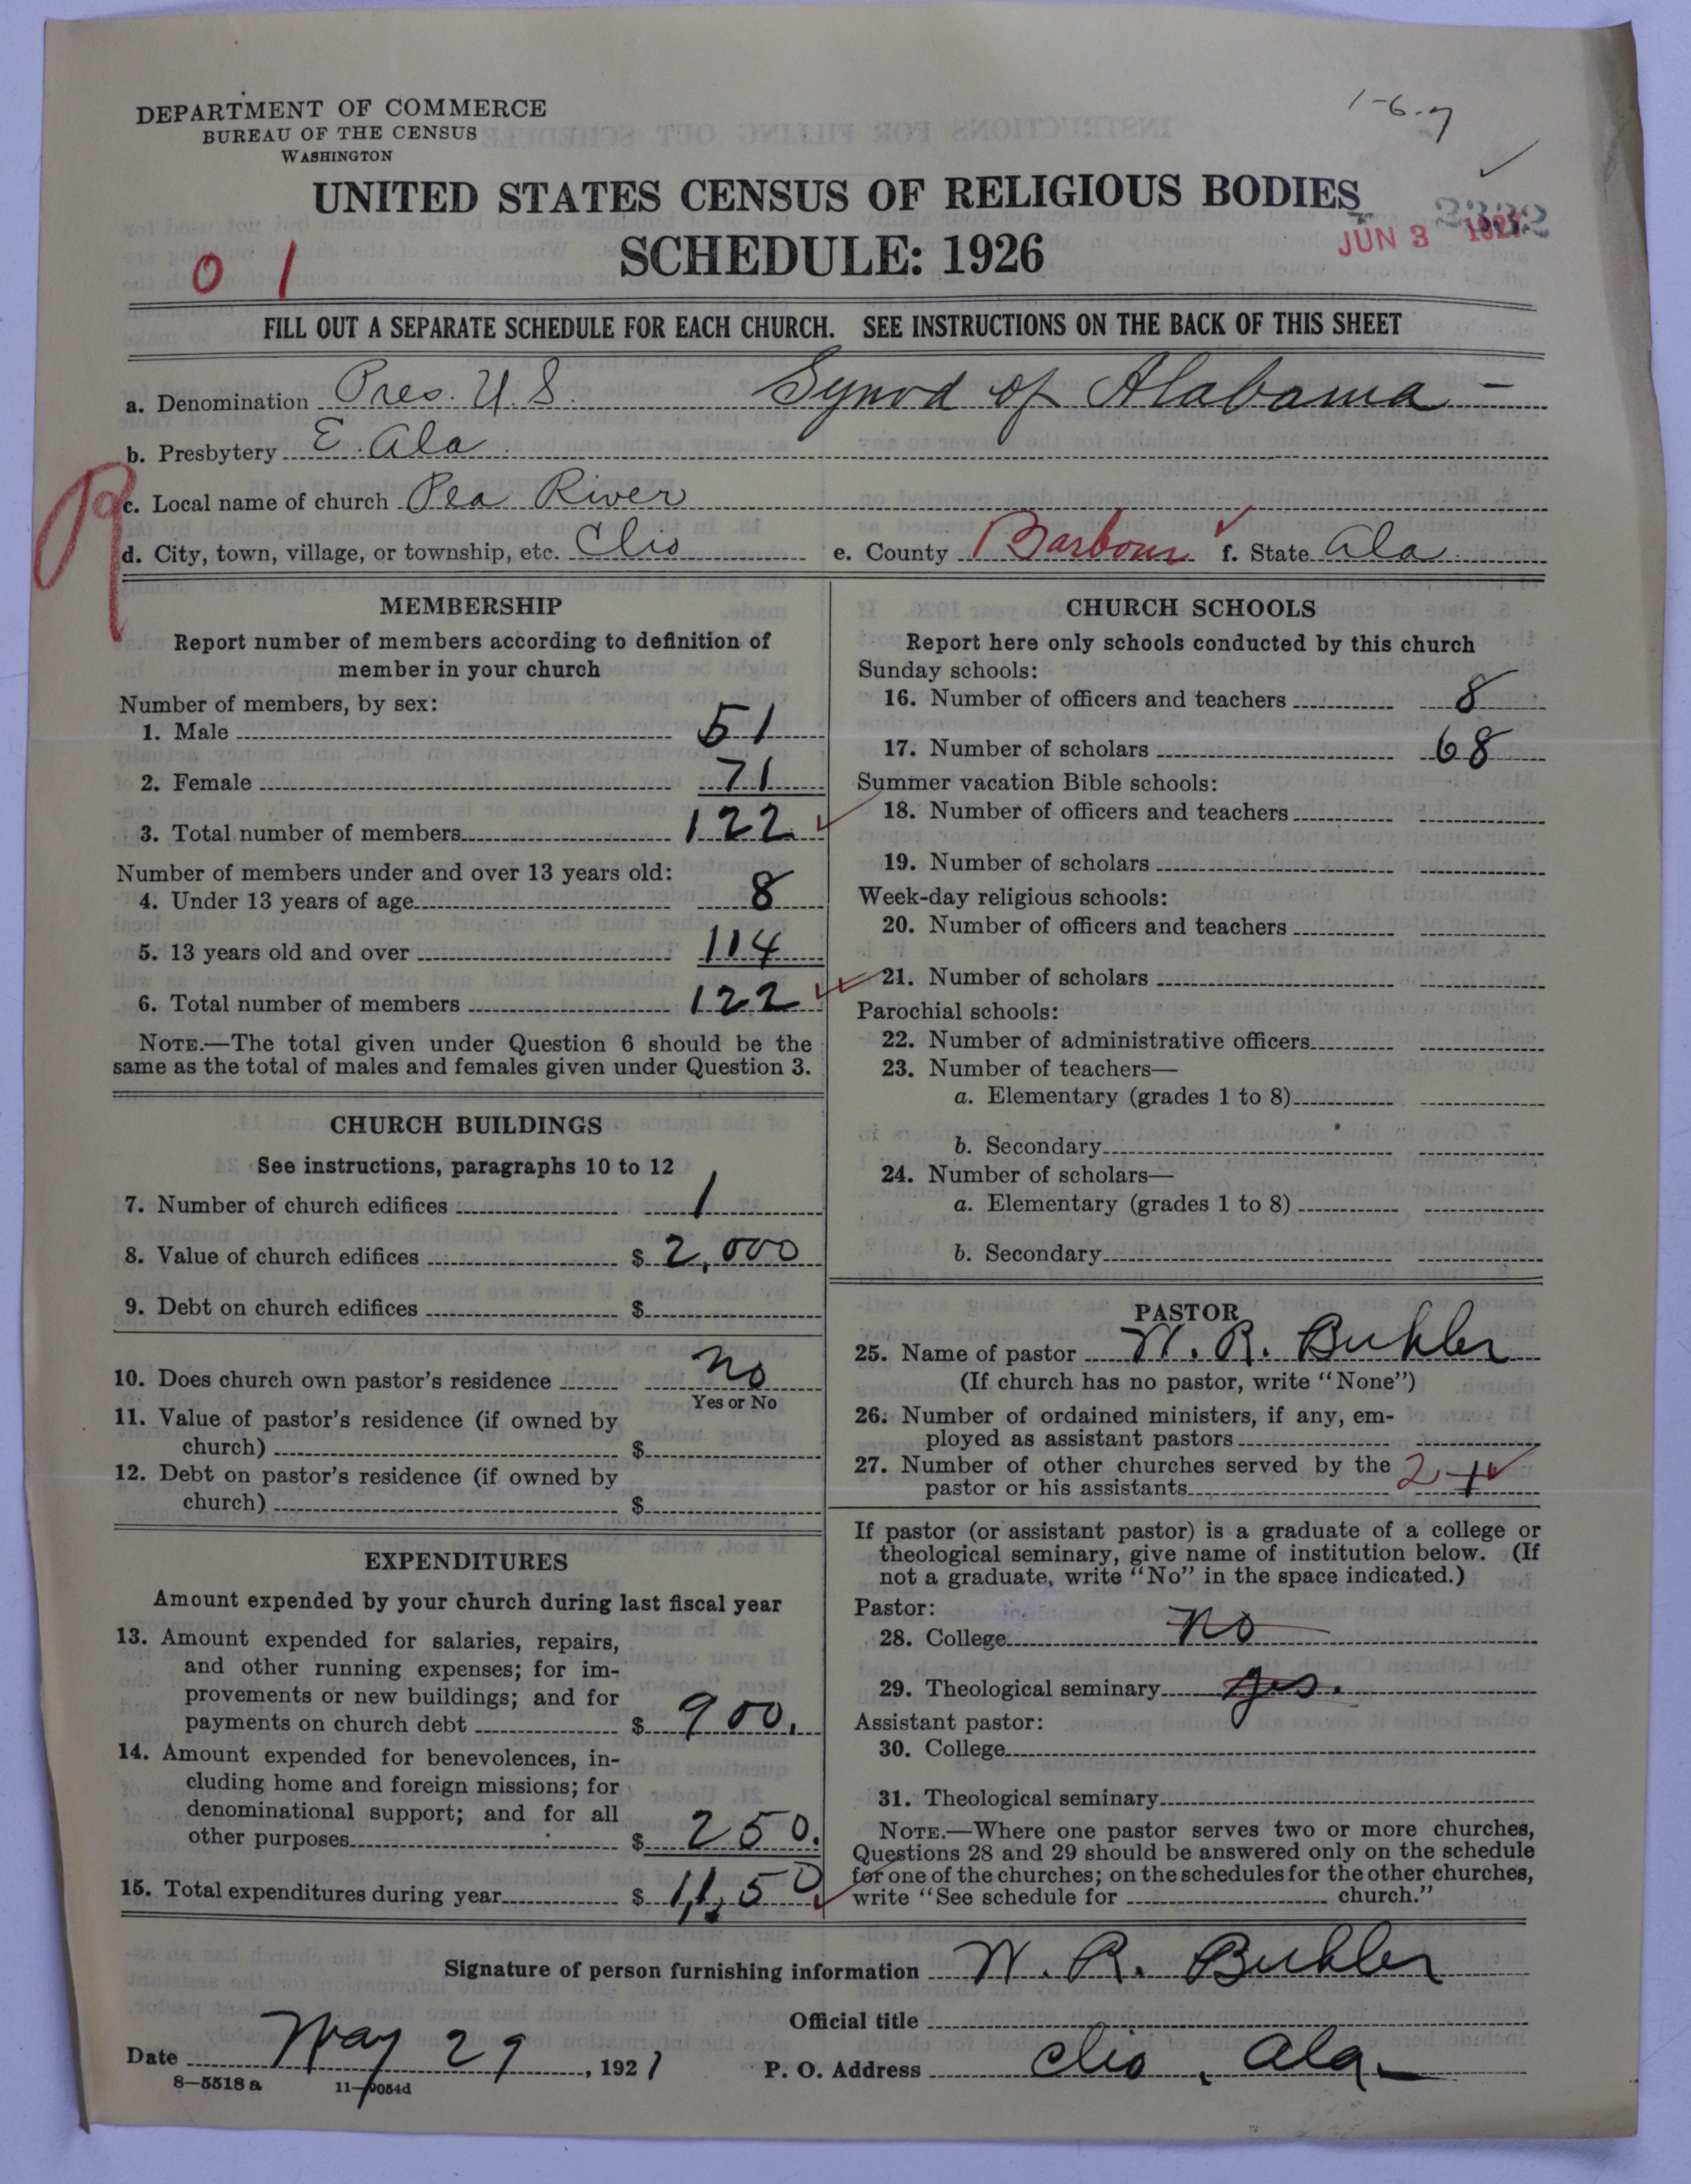 DEPARTMENT OF COMMERCE
BUREAU OF THE CENSUS
WASHINGTON
1-6-7
UNITED STATES CENSUS OF RELIGIOUS BODIES
SCHEDULE: 1926
JUN 3 1927
0 1
FILL OUT A SEPARATE SCHEDULE FOR EACH CHURCH. SEE INSTRUCTIONS ON THE BACK OF THIS SHEET
a. Denomination Pres. U.S. Synod of Alabama -
b. Presbytery E. Ala.
R
c. Local name of church Pea River
d. City, town, village, or township, etc. Clio e. County Barbour f. State Ala.
MEMBERSHIP
Report number of members according to definition of
member in your church
Number of members, by sex:
1. Male 51
2. Female 71
3. Total number of members 122
Number of members under and over 13 years old:
4. Under 13 years of age 8
5. 13 years old and over 114
6. Total number of members 122
NOTE.—The total given under Question 6 should be the
same as the total of males and females given under Question 3.
CHURCH BUILDINGS
See instructions, paragraphs 10 to 12
7. Number of church edifices 1
8. Value of church edifices $ 2,000
9. Debt on church edifices $
10. Does church own pastor's residence no
Yes or No
11. Value of pastor's residence (if owned by
church) $
12. Debt on pastor's residence (if owned by
church) $
EXPENDITURES
Amount expended by your church during last fiscal year
13. Amount expended for salaries, repairs,
and other running expenses; for im-
provements or new buildings; and for
payments on church debt $ 900.
14. Amount expended for benevolences, in-
cluding home and foreign missions; for
denominational support; and for all
other purposes $ 250.
15. Total expenditures during year $ 1,150
CHURCH SCHOOLS
Report here only schools conducted by this church
Sunday schools:
16. Number of officers and teachers 8
17. Number of scholars 68
Summer vacation Bible schools:
18. Number of officers and teachers
19. Number of scholars
Week-day religious schools:
20. Number of officers and teachers
21. Number of scholars
Parochial schools:
22. Number of administrative officers
23. Number of teachers—
a. Elementary (grades 1 to 8)
b. Secondary
24. Number of scholars—
a. Elementary (grades 1 to 8)
b. Secondary
PASTOR
25. Name of pastor W. R. Buhler
(If church has no pastor, write "None")
26. Number of ordained ministers, if any, em-
ployed as assistant pastors
27. Number of other churches served by the
pastor or his assistants 2
If pastor (or assistant pastor) is a graduate of a college or
theological seminary, give name of institution below. (If
not a graduate, write "No" in the space indicated.)
Pastor:
28. College no
29. Theological seminary yes.
Assistant pastor:
30. College
31. Theological seminary
NOTE.—Where one pastor serves two or more churches,
Questions 28 and 29 should be answered only on the schedule
for one of the churches; on the schedules for the other churches,
write "See schedule for church."
Signature of person furnishing information W. R. Buhler
Official title
Date May 29, 1927 P. O. Address Clio, Ala.
8-5518 a 11-9054d